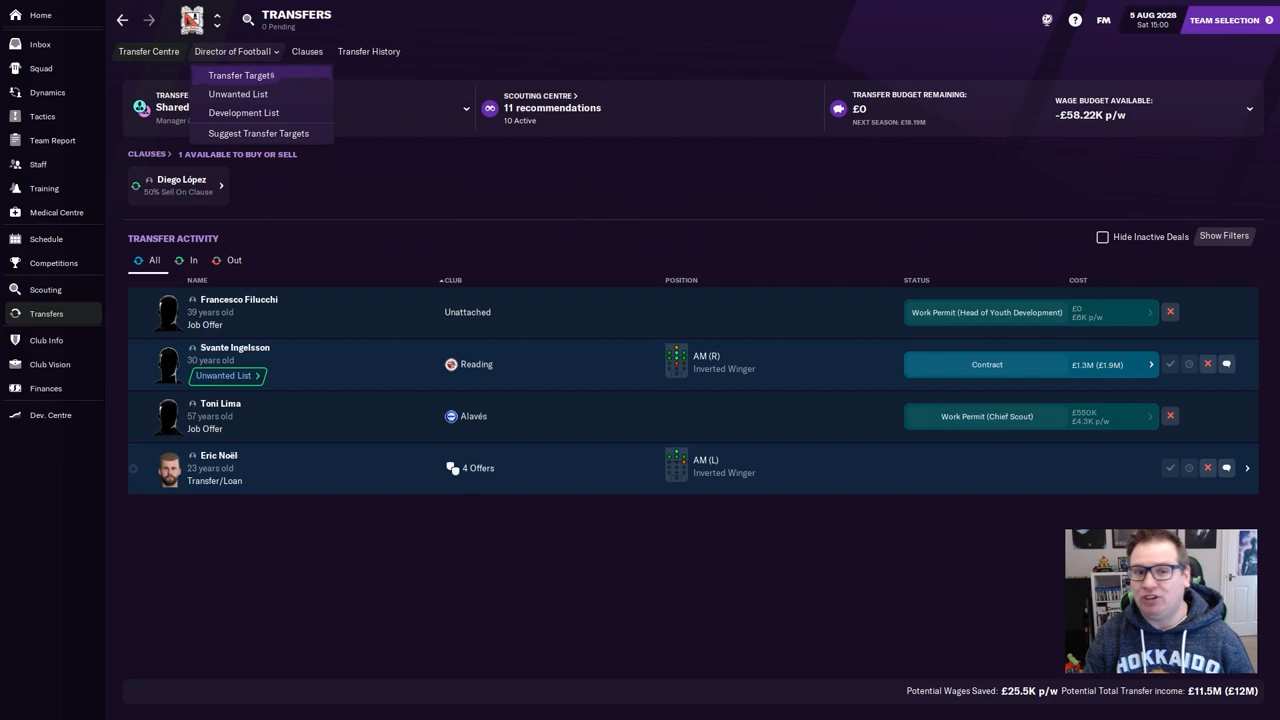 Home
Inbox
Squad
Dynamics
Tactics
Team Report
Staff
Training
Medical Centre
Schedule
Competitions
Scouting
Transfers
Club Info
Club Vision
Finances
Dev. Centre
TRANSFERS
0 Pending
?
FM
5 AUG 2028
Sat 15:00
TEAM SELECTION
Transfer Centre
Director of Football
Clauses
Transfer History
Transfer Targets
Unwanted List
Development List
Suggest Transfer Targets
TRANSFE
Shared
Manager &
SCOUTING CENTRE >
11 recommendations
10 Active
TRANSFER BUDGET REMAINING:
£0
NEXT SEASON: £18.19M
WAGE BUDGET AVAILABLE:
-£58.22K p/w
CLAUSES > 1 AVAILABLE TO BUY OR SELL
Diego López
50% Sell On Clause
TRANSFER ACTIVITY
Hide Inactive Deals
Show Filters
All In Out
NAME CLUB POSITION STATUS COST
Francesco Filucchi
39 years old
Job Offer
Unattached
Work Permit (Head of Youth Development)
£0
£6K p/w
Svante Ingelsson
30 years old
Unwanted List >
Reading
AM (R)
Inverted Winger
Contract
£1.3M (£1.9M)
Toni Lima
57 years old
Job Offer
Alavés
Work Permit (Chief Scout)
£550K
£4.3K p/w
Eric Noël
23 years old
Transfer/Loan
4 Offers
AM (L)
Inverted Winger
HOKKAIDO
Potential Wages Saved: £25.5K p/w Potential Total Transfer income: £11.5M (£12M)